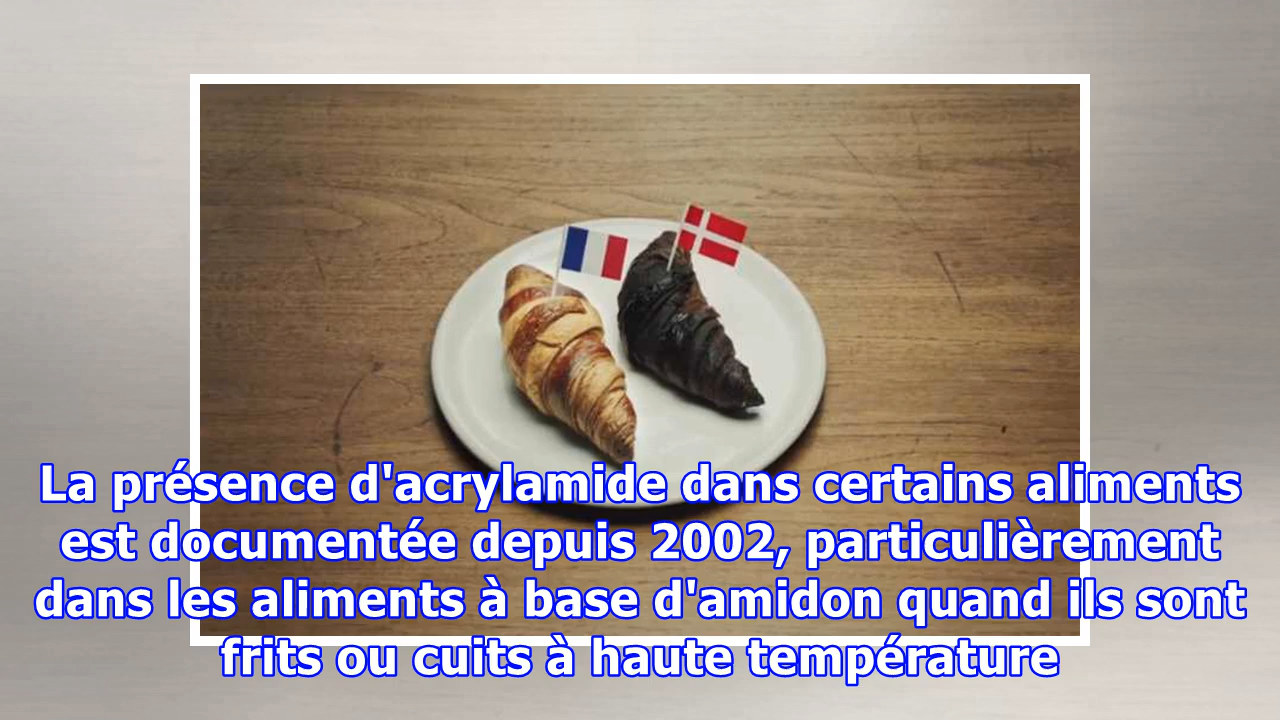 La présence d'acrylamide dans certains aliments
est documentée depuis 2002, particulièrement
dans les aliments à base d'amidon quand ils sont
frits ou cuits à haute température